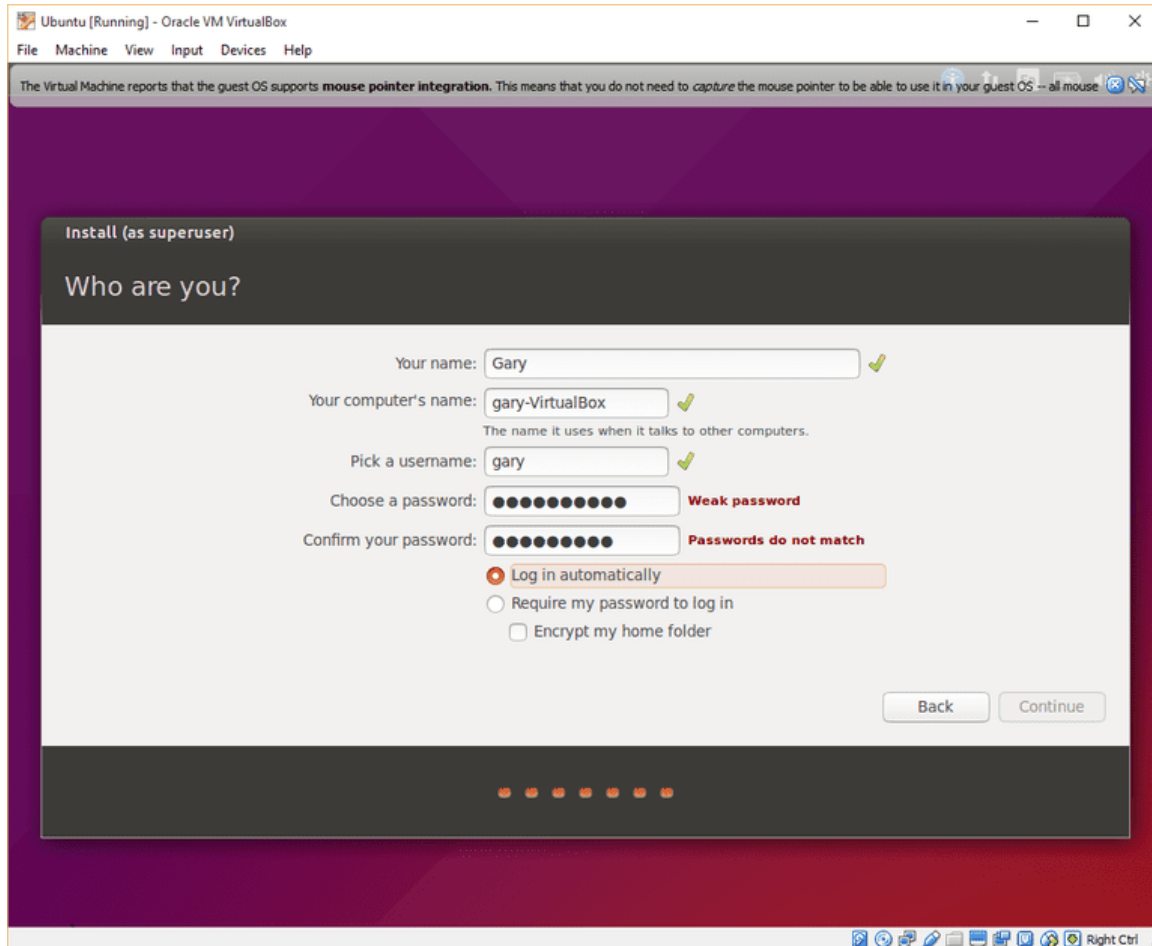 Ubuntu [Running] - Oracle VM VirtualBox
File Machine View Input Devices Help
The Virtual Machine reports that the guest OS supports mouse pointer integration. This means that you do not need to capture the mouse pointer to be able to use it in your guest OS -- all mouse
Install (as superuser)
Who are you?
Your name: Gary
Your computer's name: gary-VirtualBox
The name it uses when it talks to other computers.
Pick a username: gary
Choose a password: ●●●●●●●●●● Weak password
Confirm your password: ●●●●●●●●● Passwords do not match
Log in automatically
Require my password to log in
Encrypt my home folder
Back Continue
Right Ctrl